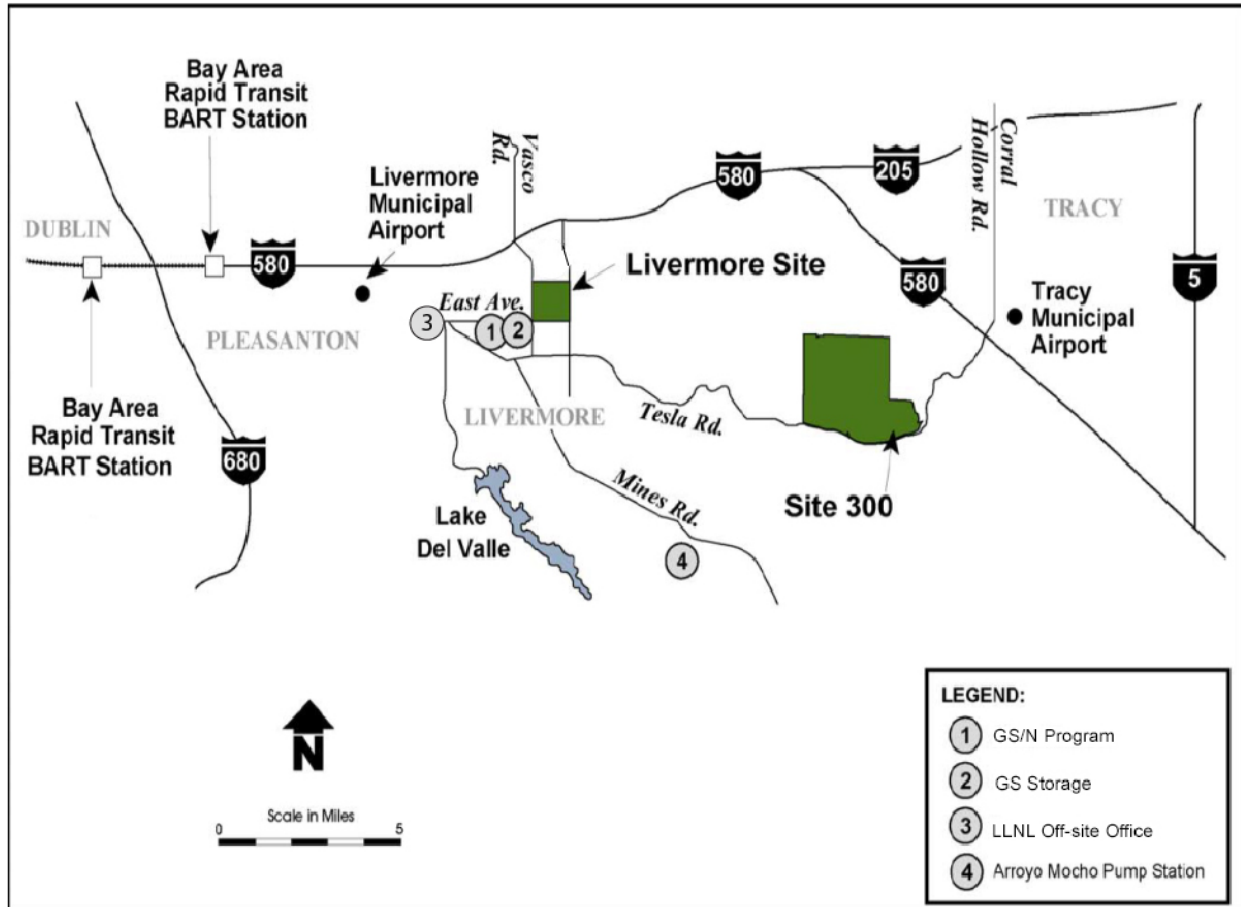 Bay Area
Rapid Transit
BART Station
Vasco
Rd.
580
205
Corral
Hollow Rd.
TRACY
Livermore
Municipal
Airport
DUBLIN
580
Livermore Site
580
5
East Ave.
3
1
2
Tracy
Municipal
Airport
PLEASANTON
Bay Area
Rapid Transit
BART Station
LIVERMORE
Tesla Rd.
680
Mines Rd.
Site 300
Lake
Del Valle
4
N
Scale in Miles
0
5
LEGEND:
1 GS/N Program
2 GS Storage
3 LLNL Off-site Office
4 Arroyo Mocho Pump Station